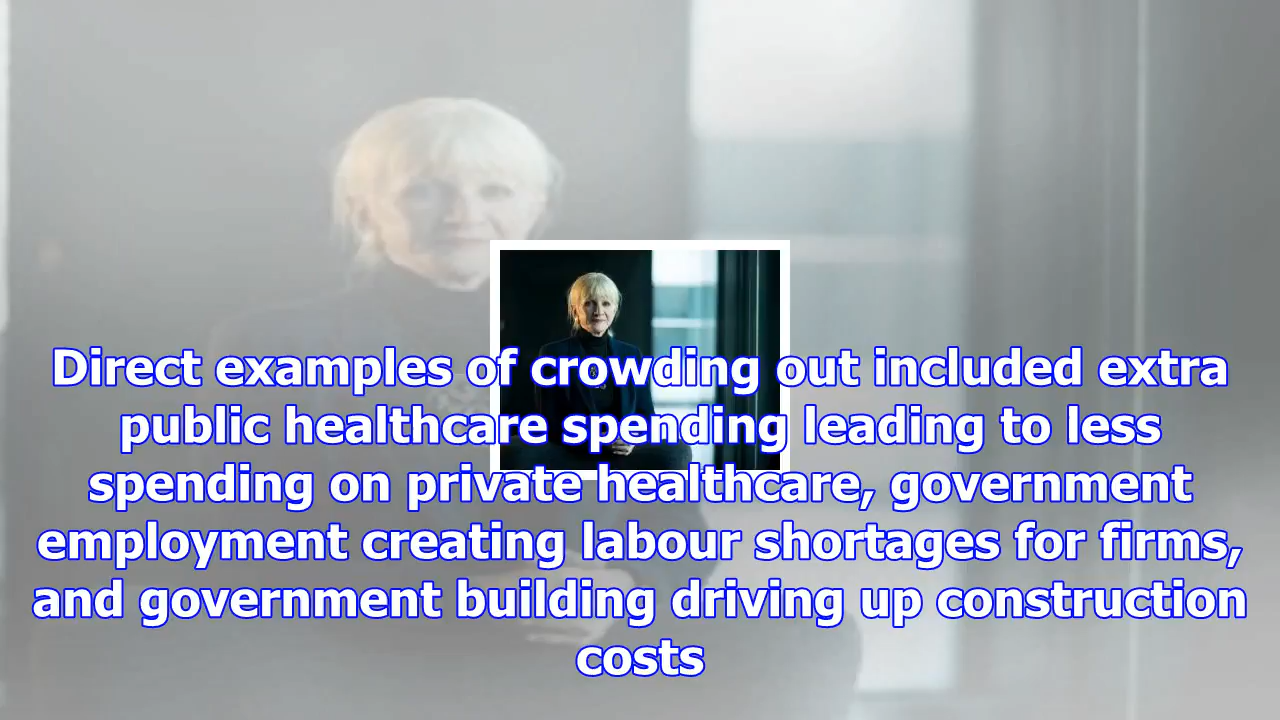 Direct examples of crowding out included extra
public healthcare spending leading to less
spending on private healthcare, government
employment creating labour shortages for firms,
and government building driving up construction
costs